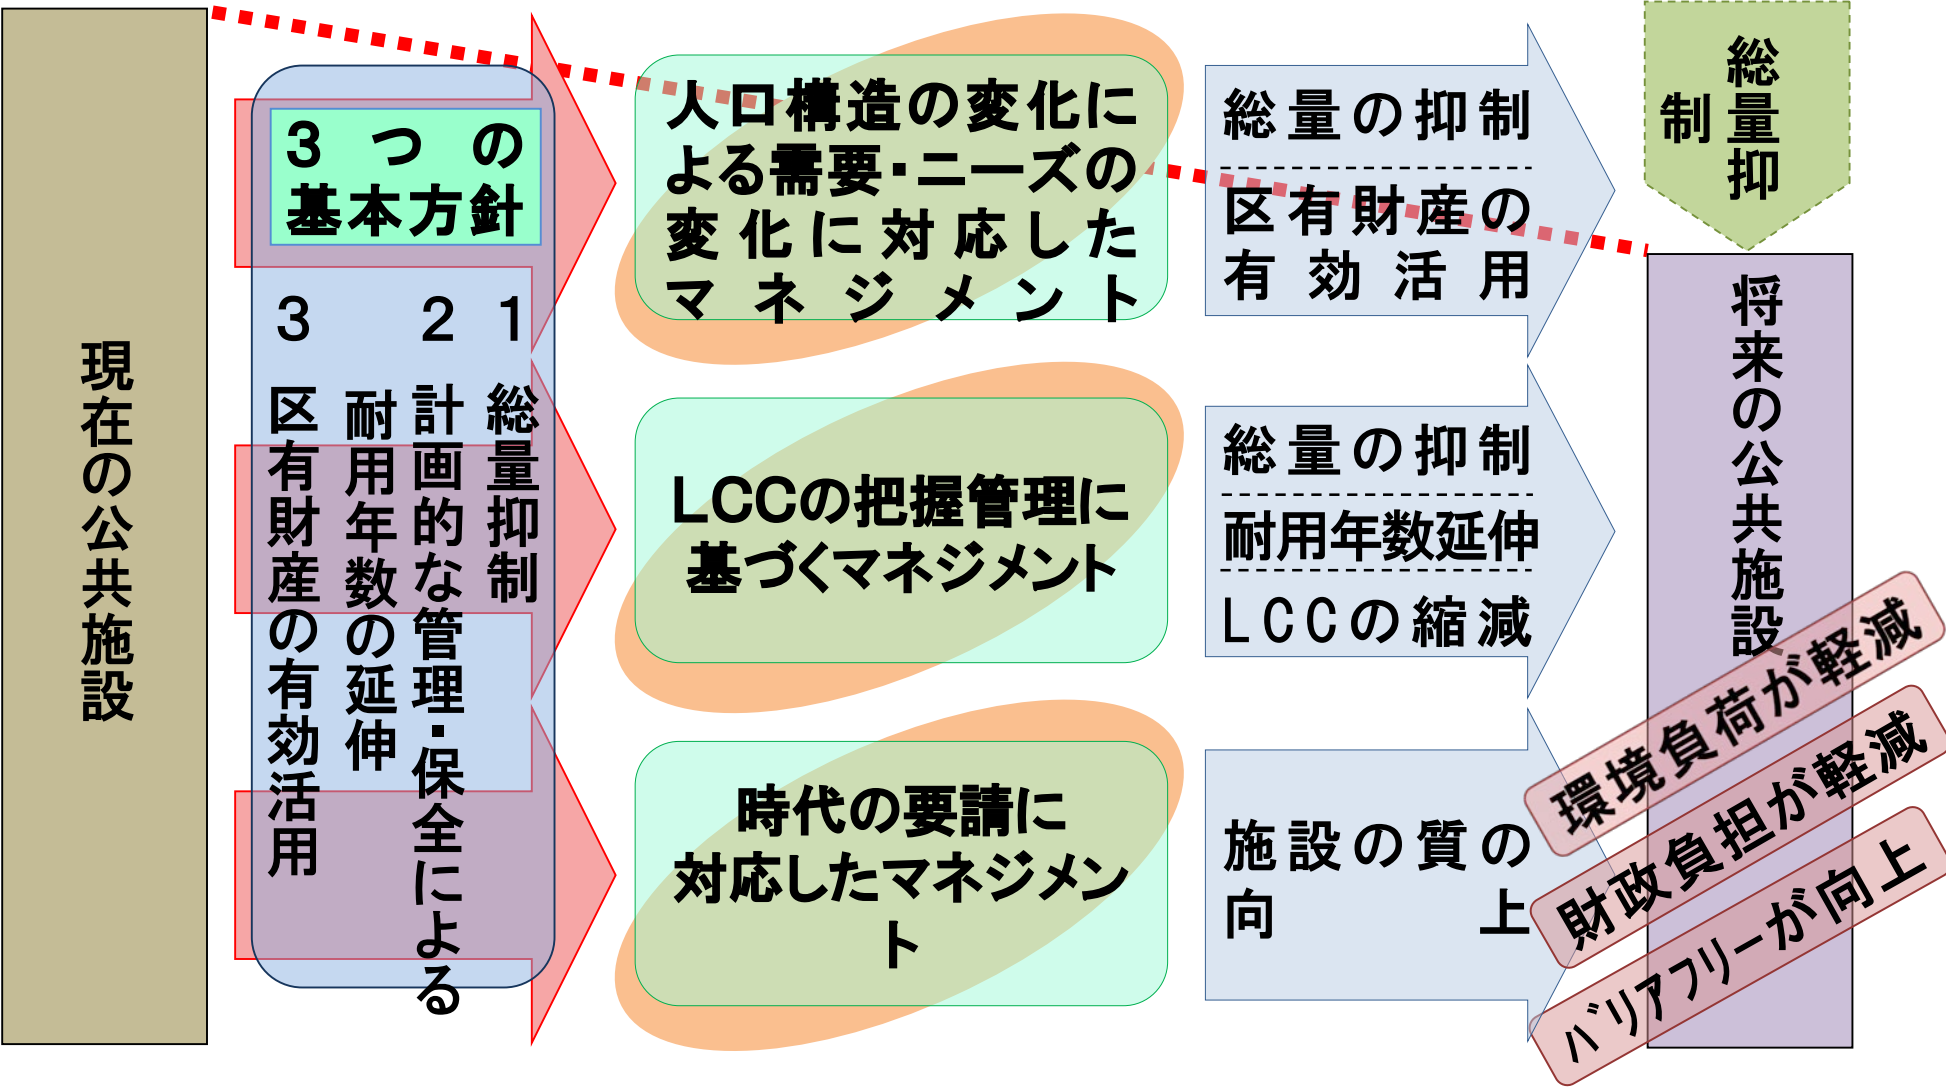 現在の公共施設
３つの
基本方針
１　総量抑制
２　計画的な管理・保全による
耐用年数の延伸
３　区有財産の有効活用
人口構造の変化に
よる需要・ニーズの
変化に対応した
マネジメント
LCCの把握管理に
基づくマネジメント
時代の要請に
対応したマネジメン
ト
総量の抑制
区有財産の
有効活用
総量の抑制
耐用年数延伸
LCCの縮減
施設の質の
向上
総量抑
制
将来の公共施設
環境負荷が軽減
財政負担が軽減
バリアフリーが向上